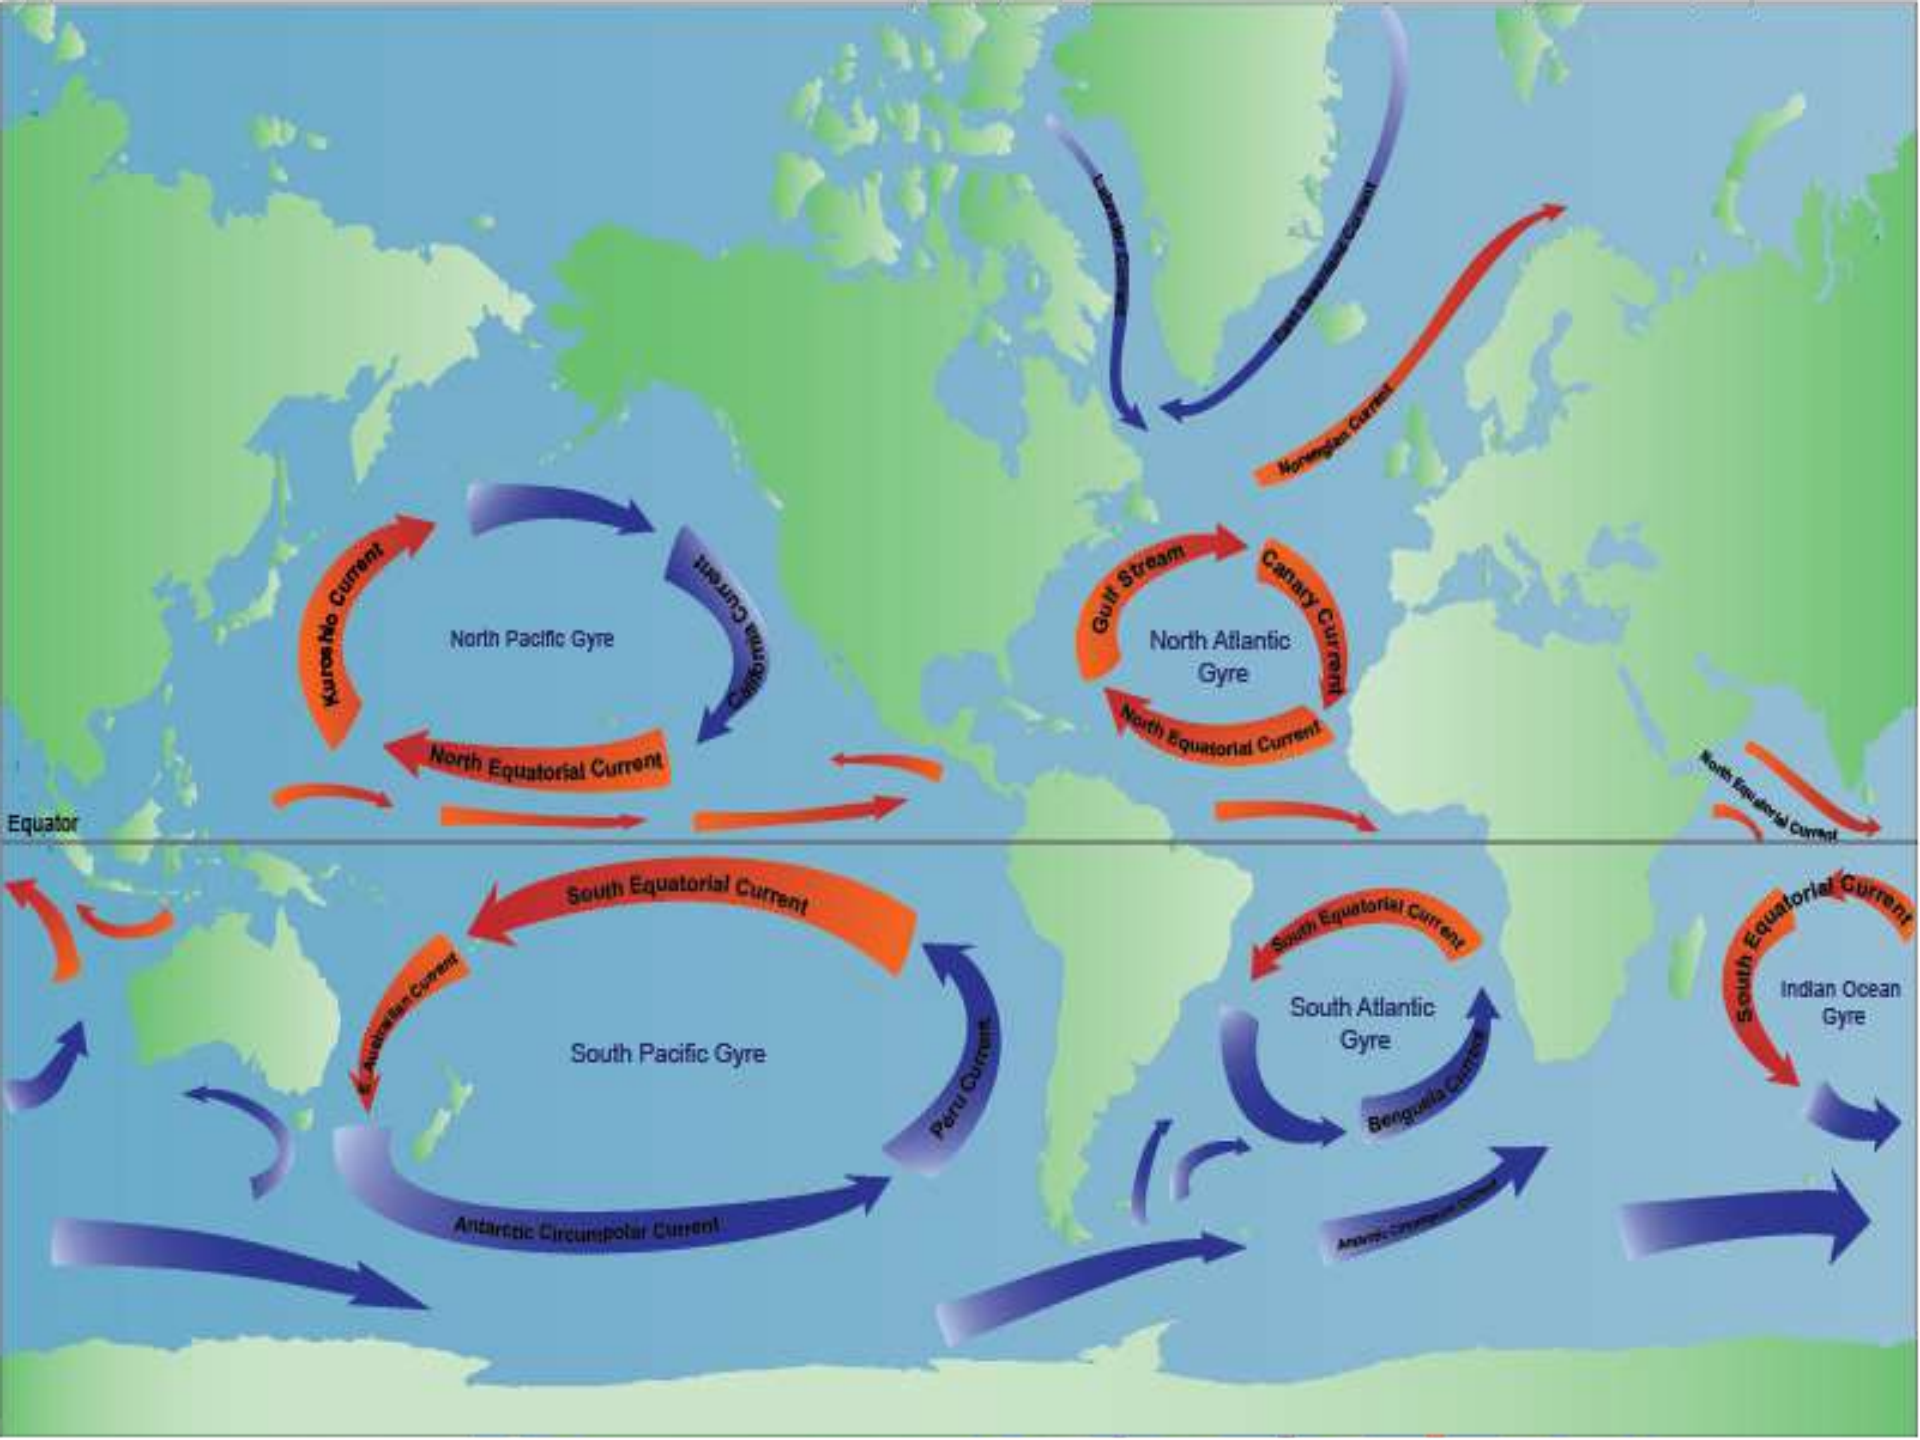 Labrador Current
East Greenland Current
Norwegian Current
Kuroshio Current
California Current
North Pacific Gyre
North Equatorial Current
Gulf Stream
Canary Current
North Atlantic
Gyre
North Equatorial Current
North Equatorial Current
Equator
South Equatorial Current
E. Australian Current
South Pacific Gyre
Peru Current
Antarctic Circumpolar Current
South Equatorial Current
South Atlantic
Gyre
Benguela Current
Antarctic Circumpolar Current
South Equatorial Current
Indian Ocean
Gyre